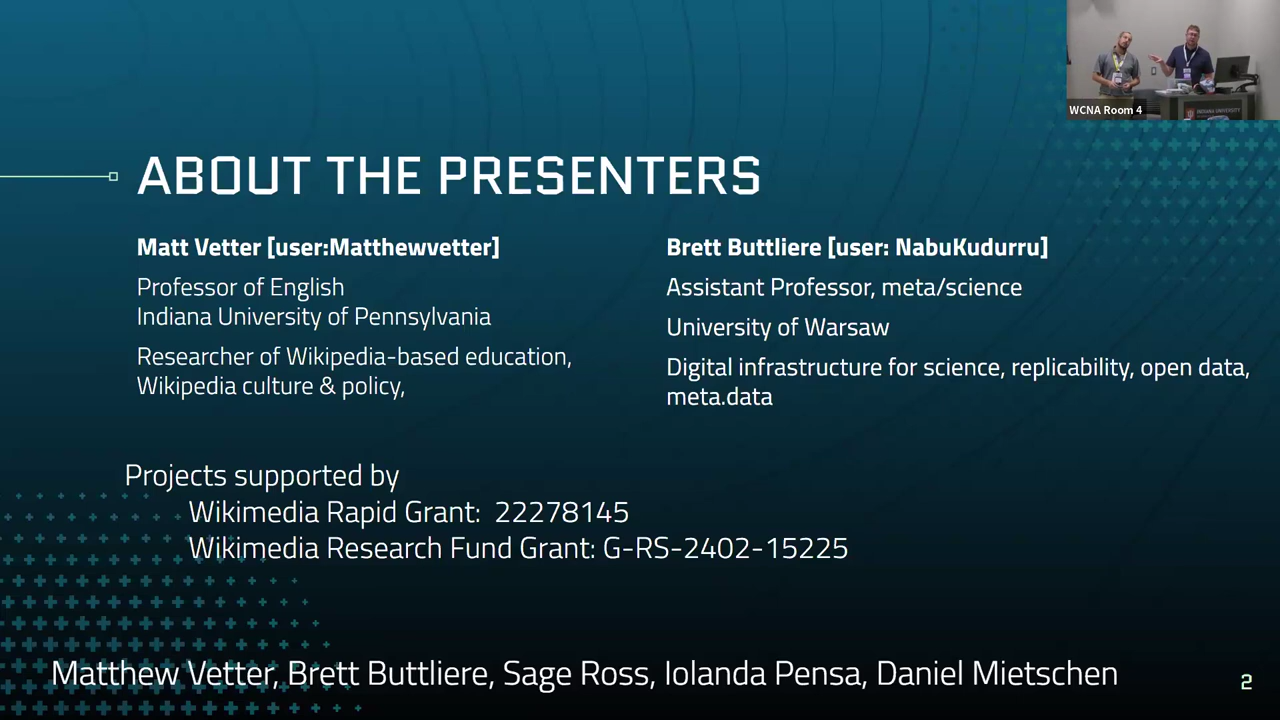 WCNA Room 4
INDIANA UNIVERSITY
ABOUT THE PRESENTERS
Matt Vetter [user:Matthewvetter]
Professor of English
Indiana University of Pennsylvania
Researcher of Wikipedia-based education,
Wikipedia culture & policy,
Brett Buttliere [user: NabuKudurru]
Assistant Professor, meta/science
University of Warsaw
Digital infrastructure for science, replicability, open data,
meta.data
Projects supported by
Wikimedia Rapid Grant: 22278145
Wikimedia Research Fund Grant: G-RS-2402-15225
Matthew Vetter, Brett Buttliere, Sage Ross, Iolanda Pensa, Daniel Mietschen
2